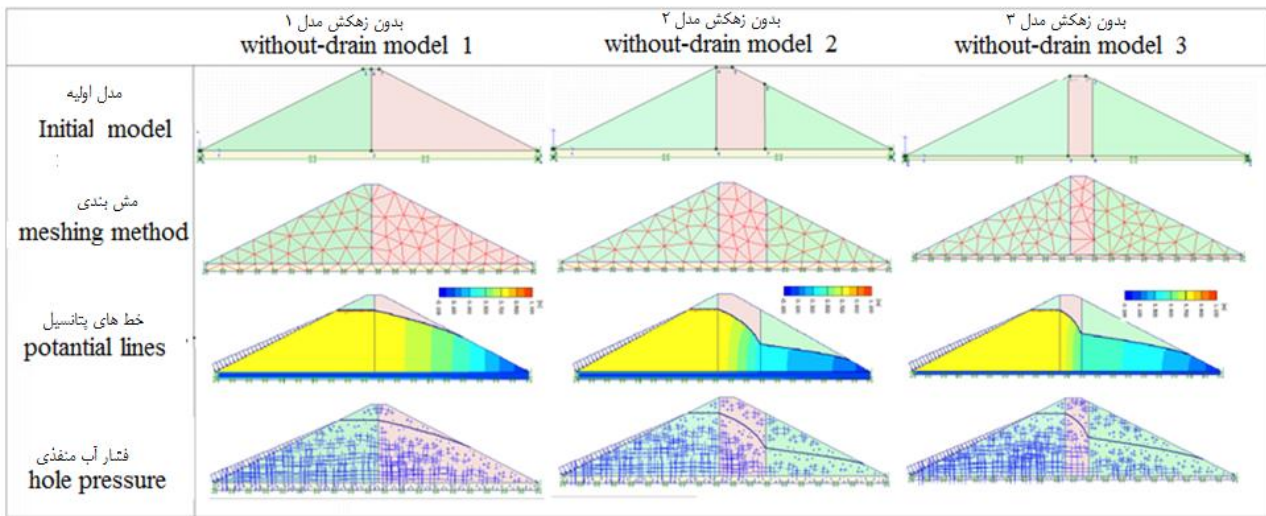 بدون زهکش مدل ۱
without-drain model 1
بدون زهکش مدل ۲
without-drain model 2
بدون زهکش مدل ۳
without-drain model 3
مدل اولیه
Initial model
مش بندی
meshing method
خط های پتانسیل
potantial lines
فشار آب منفذی
hole pressure